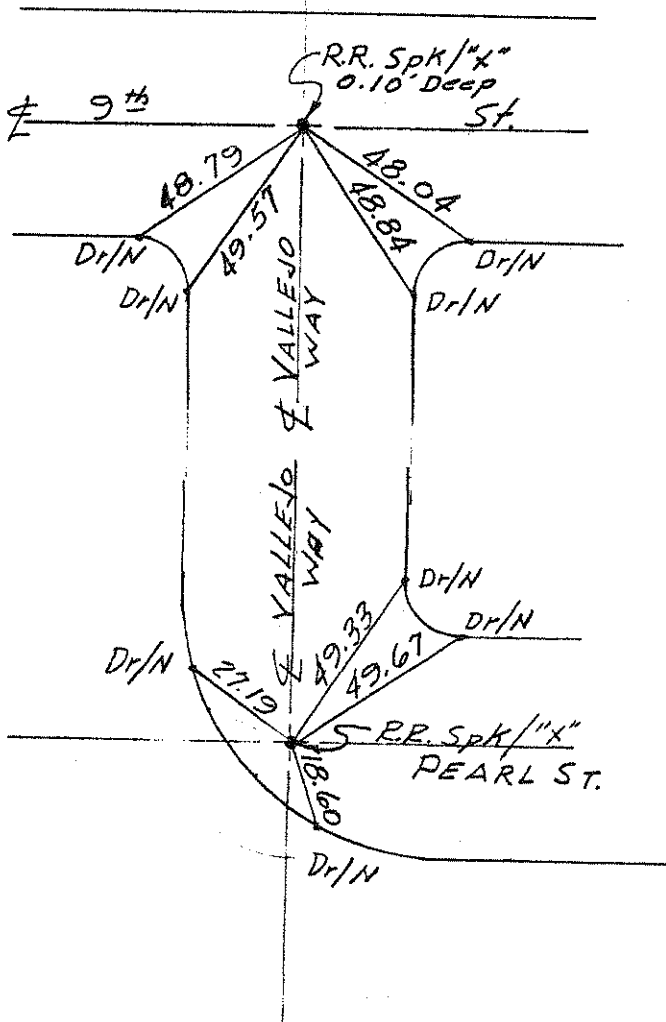 R.R. SpK/"X"
0.10' Deep
℄ 9th St.
48.79
49.57
48.84
48.04
Dr/N
Dr/N
Dr/N
Dr/N
℄ VALLEJO
WAY
℄ VALLEJO
WAY
Dr/N
Dr/N
Dr/N
49.33
49.67
27.19
R.R. SpK/"X"
PEARL ST.
18.60
Dr/N